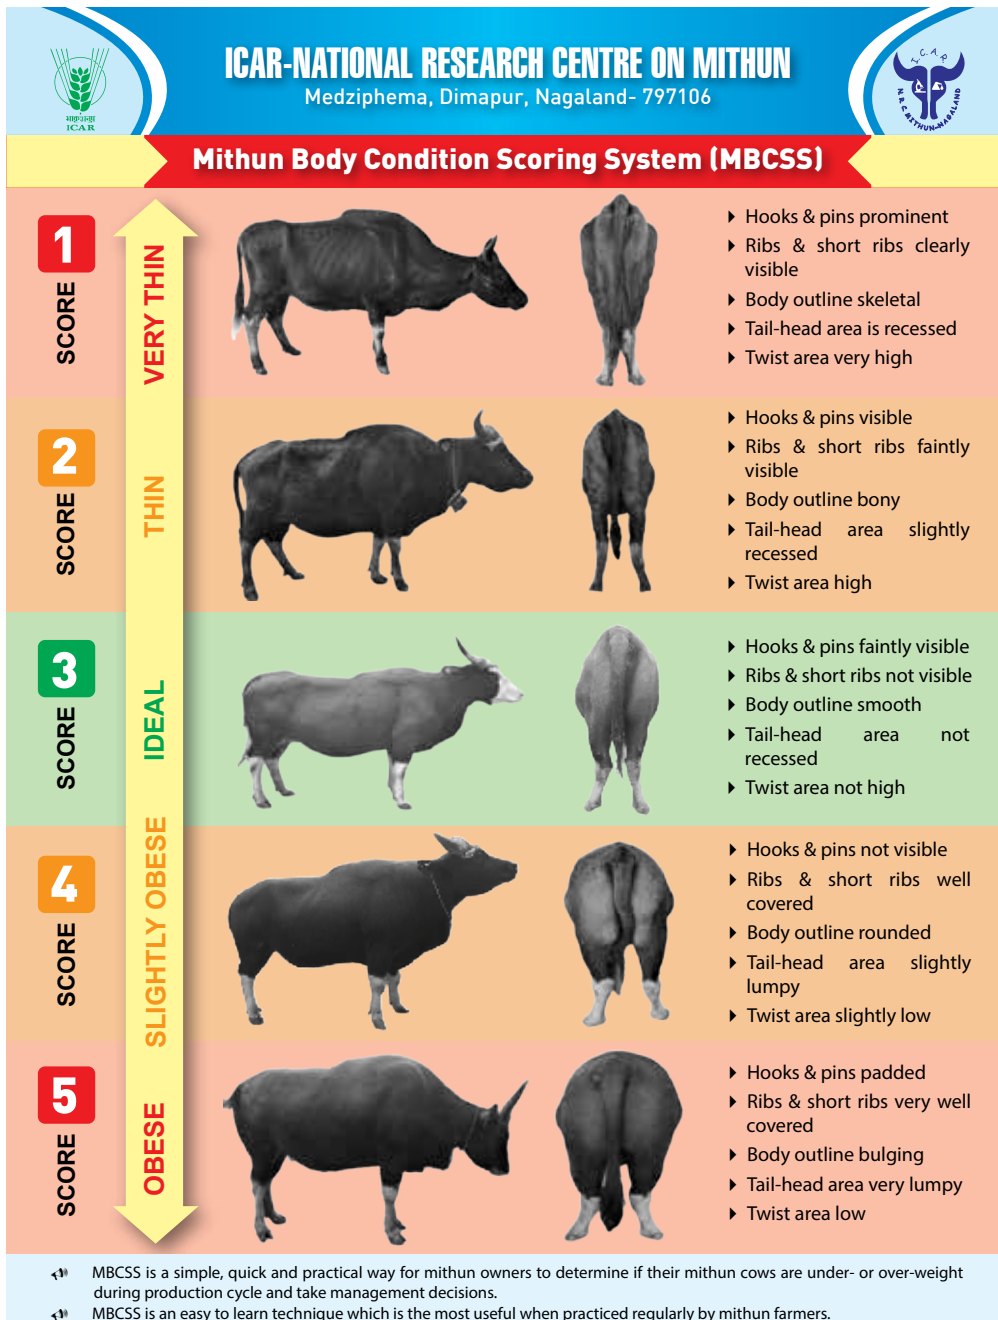 ICAR-NATIONAL RESEARCH CENTRE ON MITHUN
Medziphema, Dimapur, Nagaland- 797106
भाकृअनुप
ICAR
I.C.A.R.
N.R.C. MITHUN-NAGALAND
Mithun Body Condition Scoring System (MBCSS)
1
SCORE
VERY THIN
Hooks & pins prominent
Ribs & short ribs clearly
visible
Body outline skeletal
Tail-head area is recessed
Twist area very high
2
SCORE
THIN
Hooks & pins visible
Ribs & short ribs faintly
visible
Body outline bony
Tail-head area slightly
recessed
Twist area high
3
SCORE
IDEAL
Hooks & pins faintly visible
Ribs & short ribs not visible
Body outline smooth
Tail-head area not
recessed
Twist area not high
4
SCORE
SLIGHTLY OBESE
Hooks & pins not visible
Ribs & short ribs well
covered
Body outline rounded
Tail-head area slightly
lumpy
Twist area slightly low
5
SCORE
OBESE
Hooks & pins padded
Ribs & short ribs very well
covered
Body outline bulging
Tail-head area very lumpy
Twist area low
MBCSS is a simple, quick and practical way for mithun owners to determine if their mithun cows are under- or over-weight
during production cycle and take management decisions.
MBCSS is an easy to learn technique which is the most useful when practiced regularly by mithun farmers.